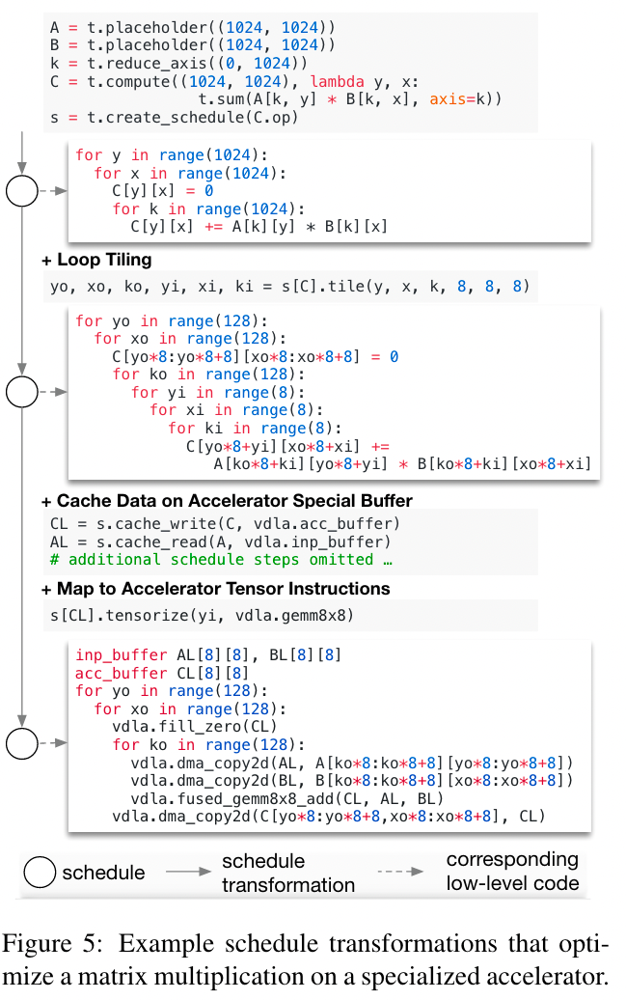 A = t.placeholder((1024, 1024))
B = t.placeholder((1024, 1024))
k = t.reduce_axis((0, 1024))
C = t.compute((1024, 1024), lambda y, x:
t.sum(A[k, y] * B[k, x], axis=k))
s = t.create_schedule(C.op)
for y in range(1024):
for x in range(1024):
C[y][x] = 0
for k in range(1024):
C[y][x] += A[k][y] * B[k][x]
+ Loop Tiling
yo, xo, ko, yi, xi, ki = s[C].tile(y, x, k, 8, 8, 8)
for yo in range(128):
for xo in range(128):
C[yo*8:yo*8+8][xo*8:xo*8+8] = 0
for ko in range(128):
for yi in range(8):
for xi in range(8):
for ki in range(8):
C[yo*8+yi][xo*8+xi] +=
A[ko*8+ki][yo*8+yi] * B[ko*8+ki][xo*8+xi]
+ Cache Data on Accelerator Special Buffer
CL = s.cache_write(C, vdla.acc_buffer)
AL = s.cache_read(A, vdla.inp_buffer)
# additional schedule steps omitted …
+ Map to Accelerator Tensor Instructions
s[CL].tensorize(yi, vdla.gemm8x8)
inp_buffer AL[8][8], BL[8][8]
acc_buffer CL[8][8]
for yo in range(128):
for xo in range(128):
vdla.fill_zero(CL)
for ko in range(128):
vdla.dma_copy2d(AL, A[ko*8:ko*8+8][yo*8:yo*8+8])
vdla.dma_copy2d(BL, B[ko*8:ko*8+8][xo*8:xo*8+8])
vdla.fused_gemm8x8_add(CL, AL, BL)
vdla.dma_copy2d(C[yo*8:yo*8+8,xo*8:xo*8+8], CL)
schedule
schedule transformation
corresponding low-level code
Figure 5: Example schedule transformations that opti-
mize a matrix multiplication on a specialized accelerator.